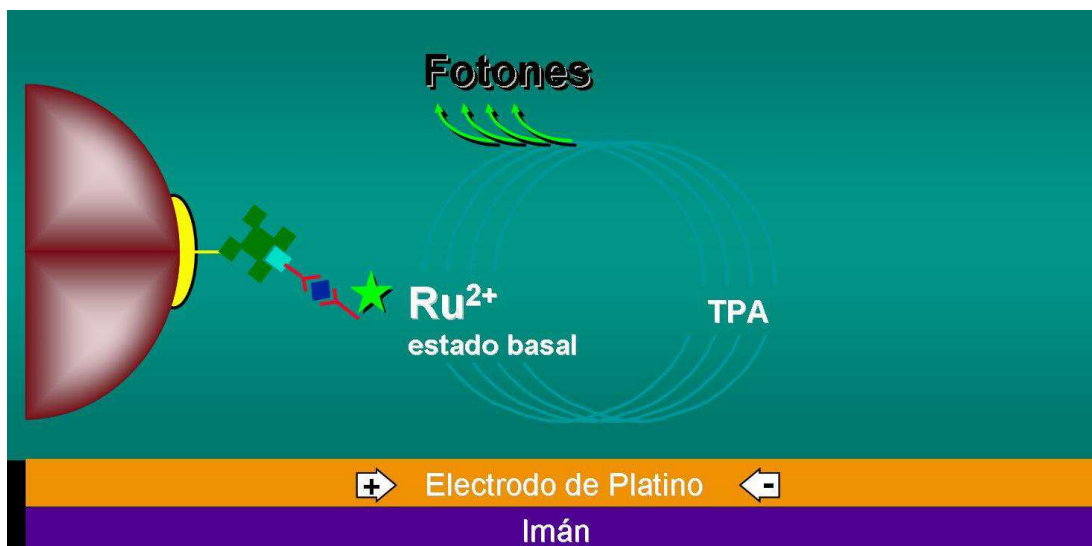 Fotones
Ru²⁺
estado basal
TPA
+ Electrodo de Platino -
Imán